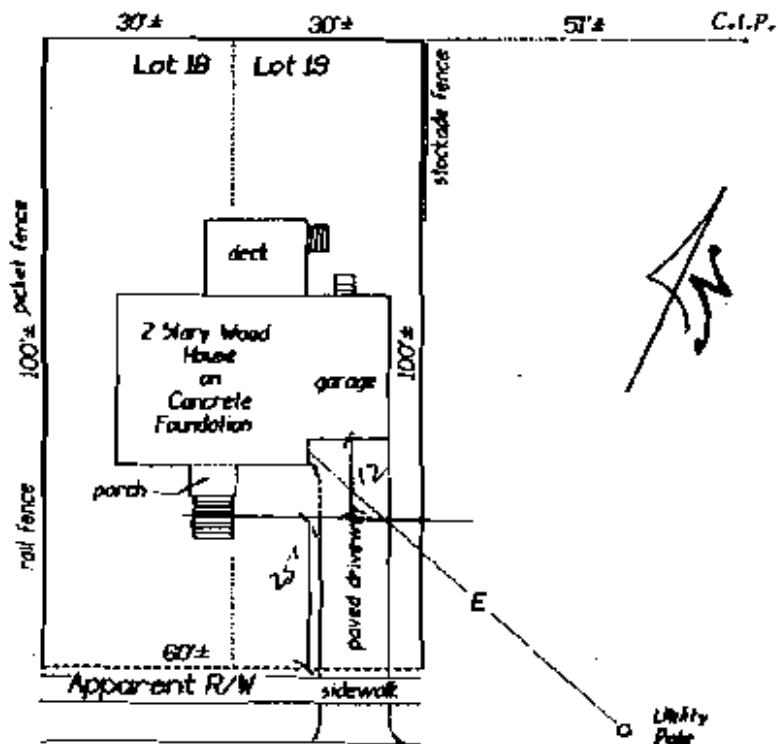 30'± 30'± 51'± C.I.P.
Lot 18 Lot 19
stockade fence
deck
picket fence
N
2 Story Wood
House
on
Concrete
Foundation
garage
100'±
100'±
porch
12
rail fence
25'
paved driveway
E
60'±
Apparent R/W
sidewalk
Utility
Pole